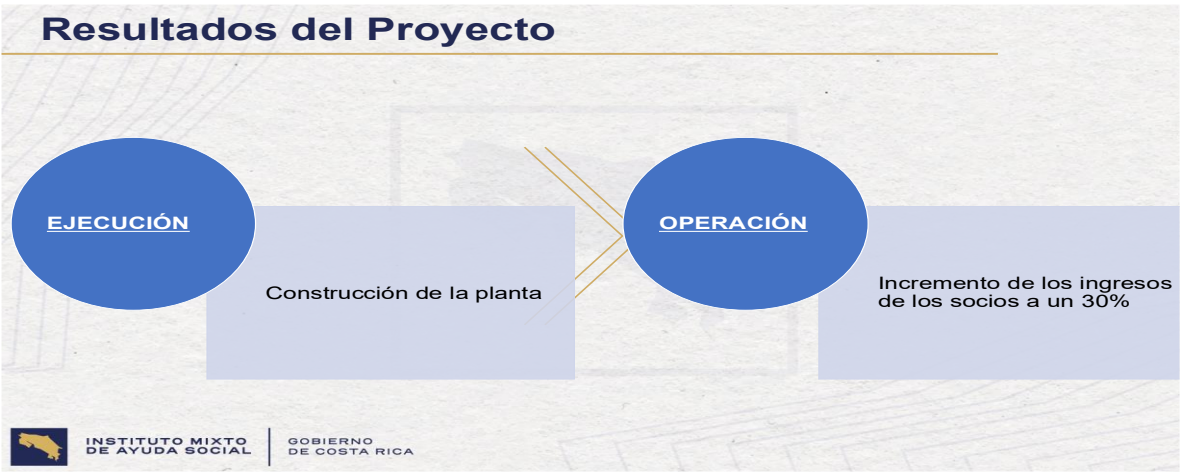 Resultados del Proyecto
EJECUCIÓN
Construcción de la planta
OPERACIÓN
Incremento de los ingresos
de los socios a un 30%
INSTITUTO MIXTO
DE AYUDA SOCIAL
GOBIERNO
DE COSTA RICA